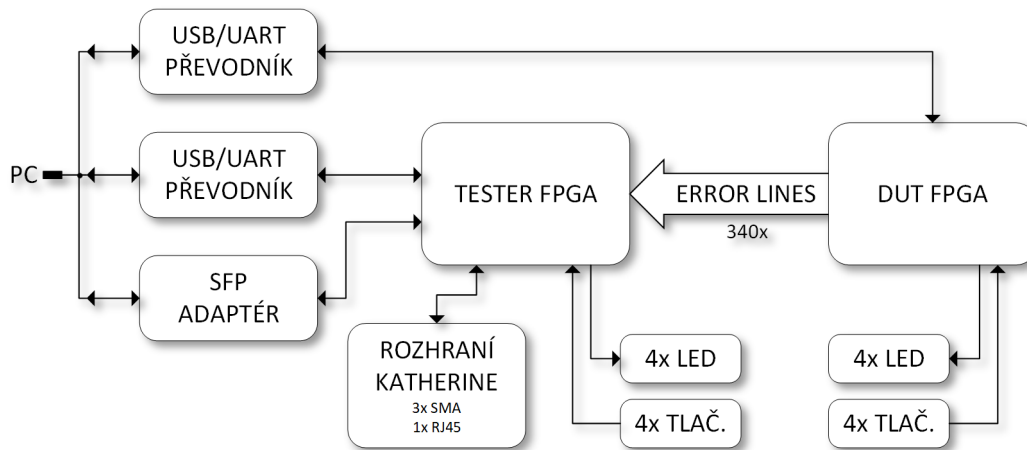 USB/UART
PŘEVODNÍK
PC
USB/UART
PŘEVODNÍK
TESTER FPGA
ERROR LINES
340x
DUT FPGA
SFP
ADAPTÉR
ROZHRANÍ
KATHERINE
3x SMA
1x RJ45
4x LED
4x TLAČ.
4x LED
4x TLAČ.